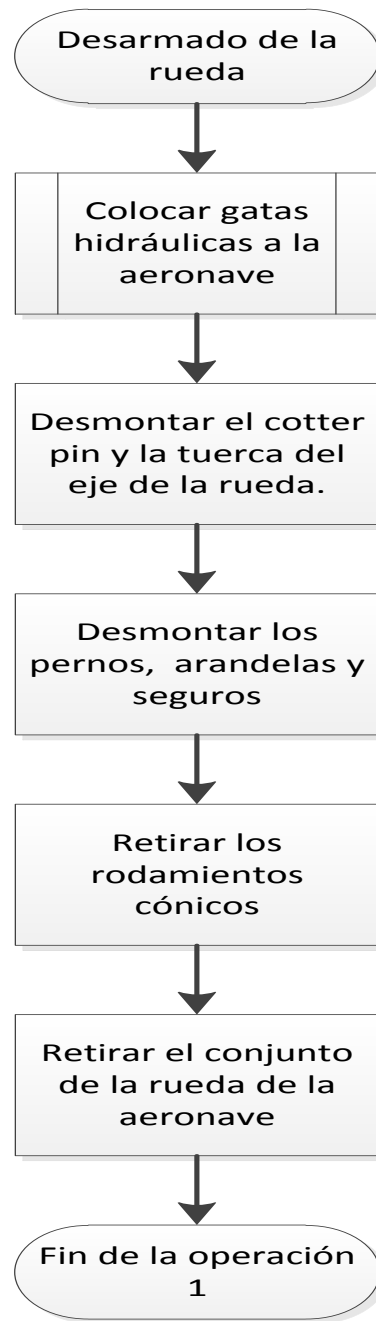 Desarmado de la
rueda
Colocar gatas
hidráulicas a la
aeronave
Desmontar el cotter
pin y la tuerca del
eje de la rueda.
Desmontar los
pernos, arandelas y
seguros
Retirar los
rodamientos
cónicos
Retirar el conjunto
de la rueda de la
aeronave
Fin de la operación
1